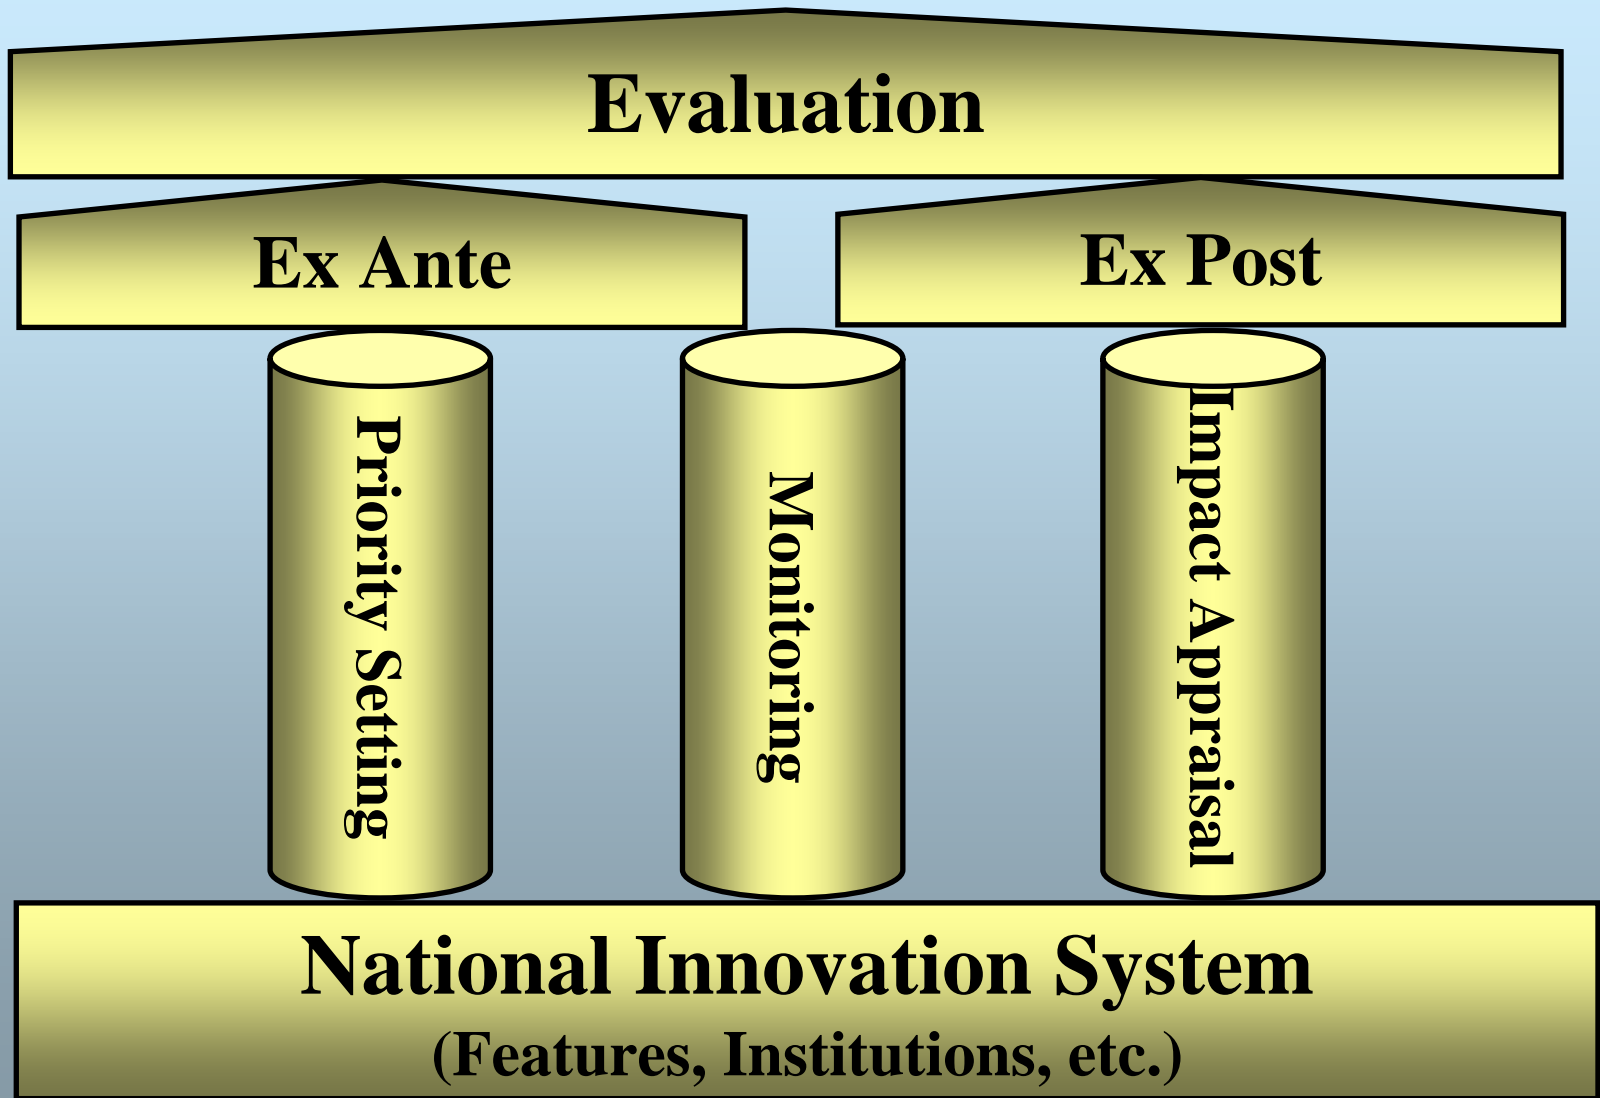 Evaluation
Ex Ante
Ex Post
Priority Setting
Monitoring
Impact Appraisal
National Innovation System
(Features, Institutions, etc.)